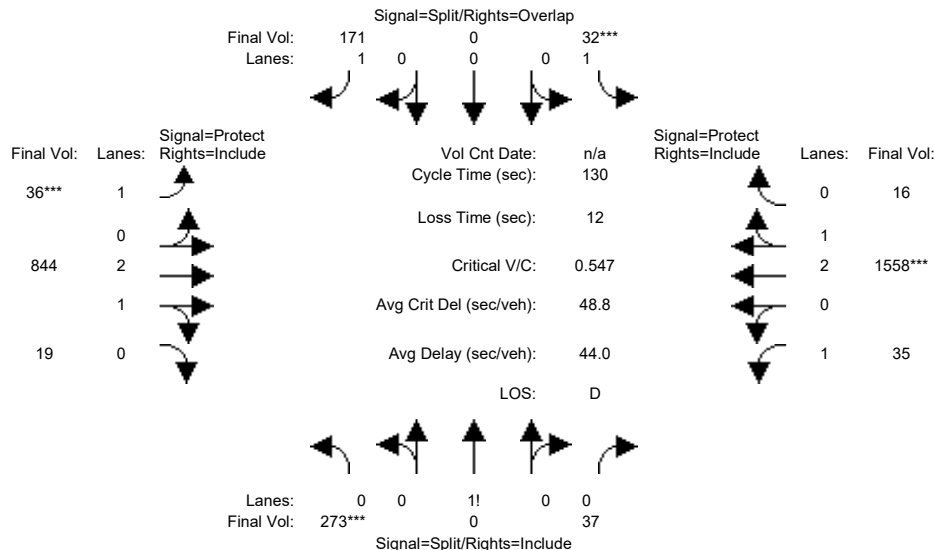 Signal=Split/Rights=Overlap
Final Vol: 171 0 32***
Lanes: 1 0 0 0 1
Signal=Protect Signal=Protect
Final Vol: Lanes: Rights=Include Vol Cnt Date: n/a Rights=Include Lanes: Final Vol:
Cycle Time (sec): 130
36*** 1 0 16
Loss Time (sec): 12
0 1
844 2 Critical V/C: 0.547 2 1558***
1 Avg Crit Del (sec/veh): 48.8 0
19 0 Avg Delay (sec/veh): 44.0 1 35
LOS: D
Lanes: 0 0 1! 0 0
Final Vol: 273*** 0 37
Signal=Split/Rights=Include